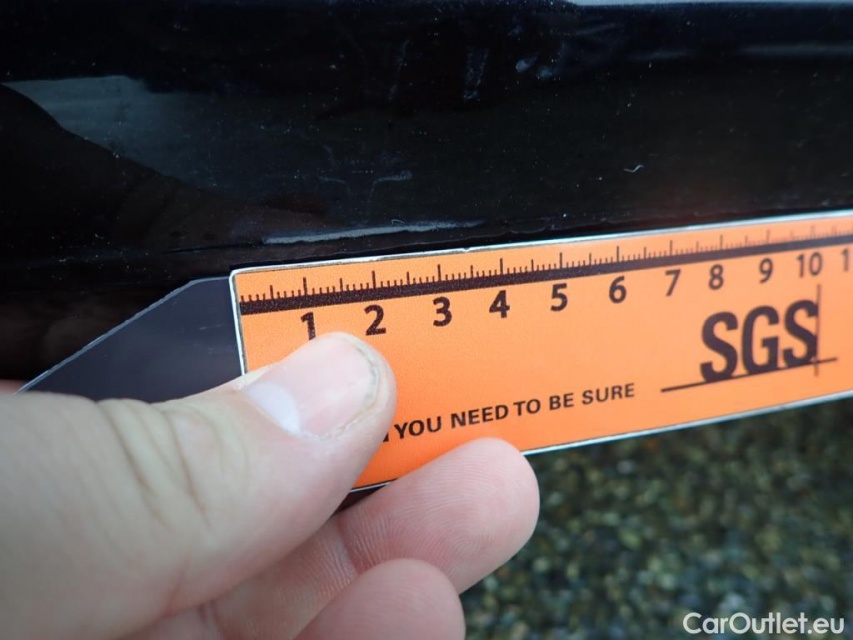 1 2 3 4 5 6 7 8 9 10
SGS
YOU NEED TO BE SURE
CarOutlet.eu